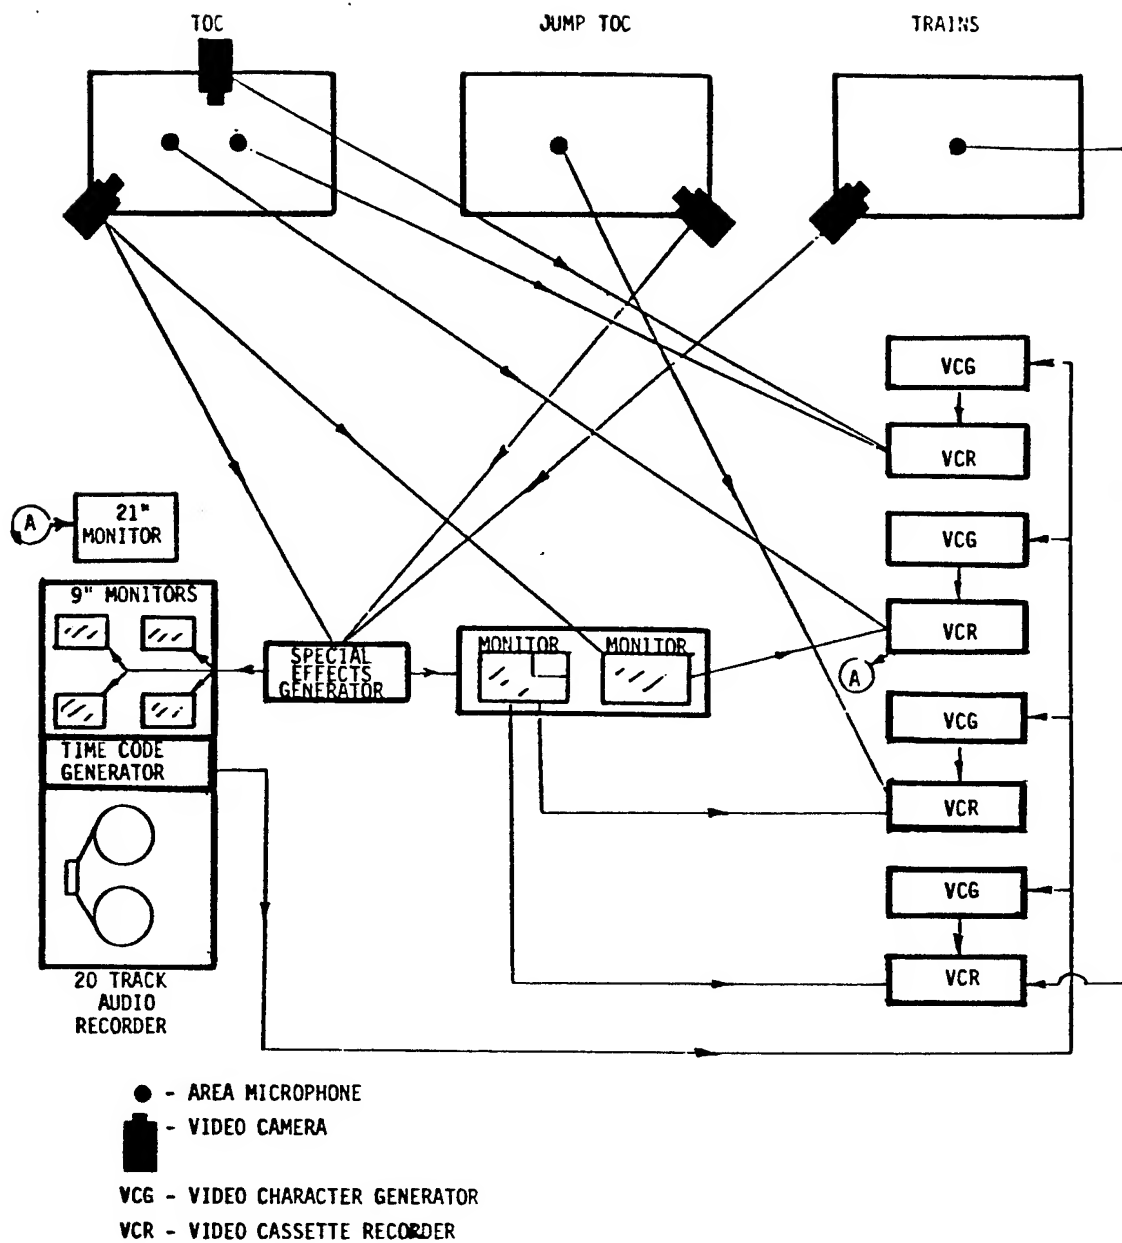 TOC
JUMP TOC
TRAINS
VCG
VCR
A
21"
MONITOR
VCG
9" MONITORS
VCR
MONITOR
MONITOR
SPECIAL
EFFECTS
GENERATOR
A
VCG
TIME CODE
GENERATOR
VCR
VCG
VCR
20 TRACK
AUDIO
RECORDER
- AREA MICROPHONE
- VIDEO CAMERA
VCG - VIDEO CHARACTER GENERATOR
VCR - VIDEO CASSETTE RECORDER